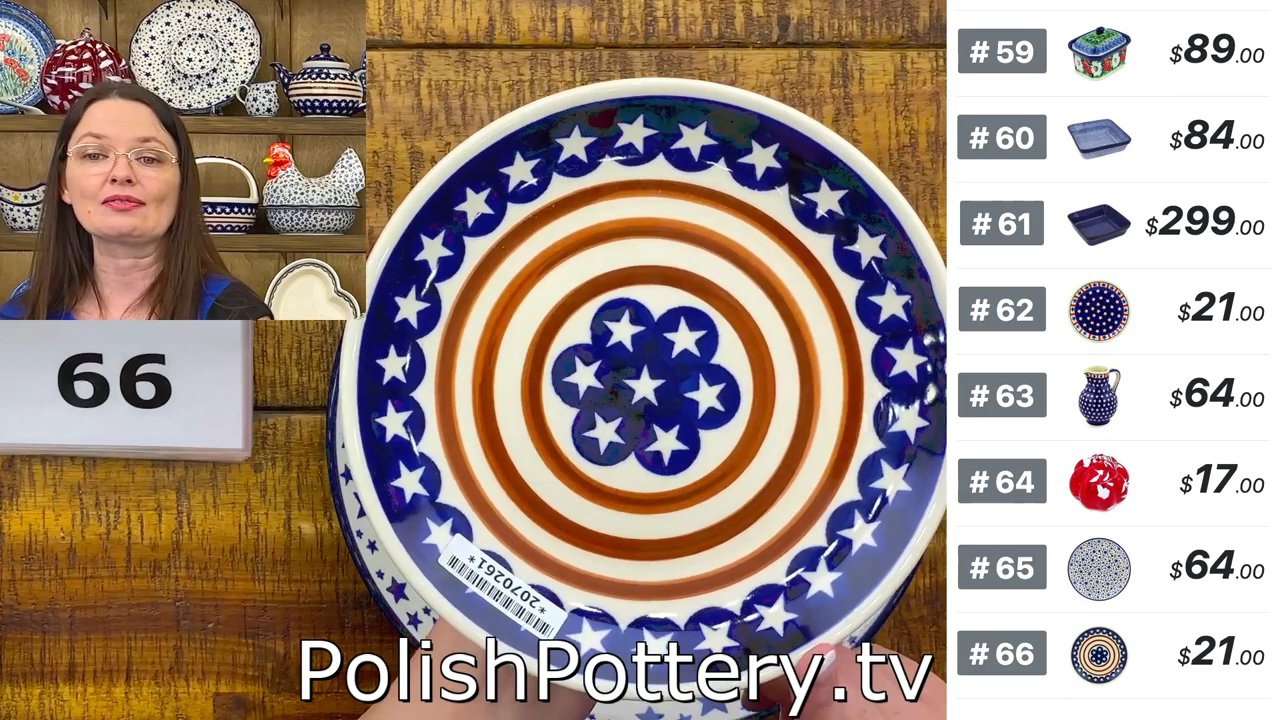 66
*2070261*
PolishPottery.tv
# 59 $89.00
# 60 $84.00
# 61 $299.00
# 62 $21.00
# 63 $64.00
# 64 $17.00
# 65 $64.00
# 66 $21.00